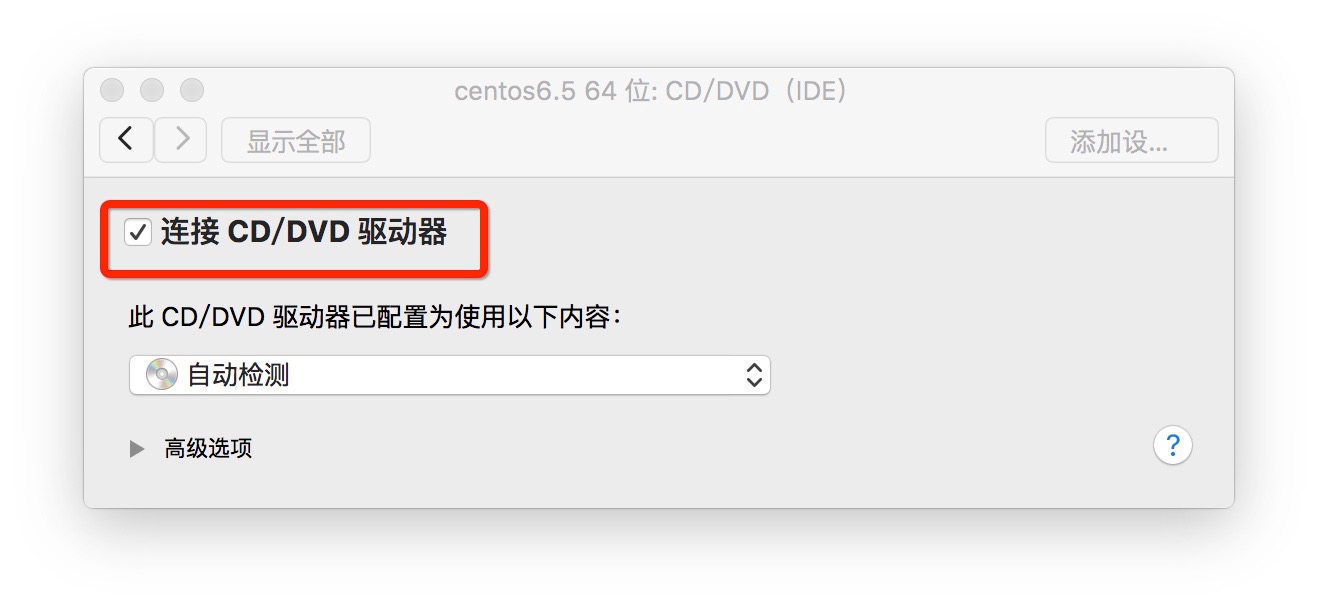 centos6.5 64 位: CD/DVD（IDE）
显示全部
添加设...
连接 CD/DVD 驱动器
此 CD/DVD 驱动器已配置为使用以下内容：
自动检测
高级选项
?